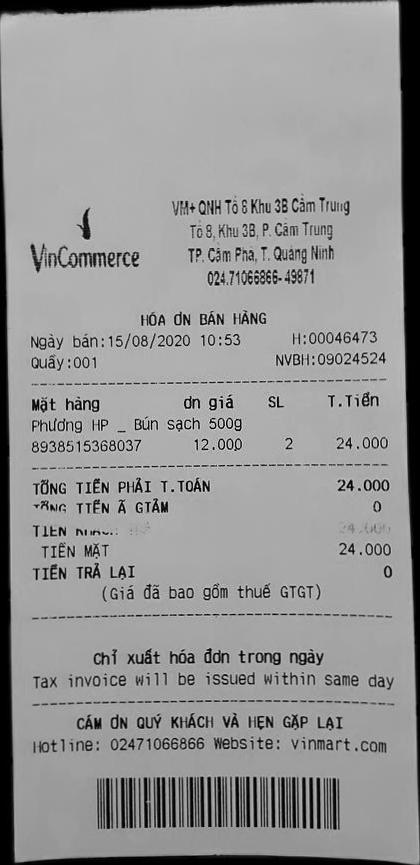 VinCommerce
VM+ QNH Tổ 8 Khu 3B Cẩm Trung
Tổ 8, Khu 3B, P. Cẩm Trung
TP. Cẩm Phả, T. Quảng Ninh
024.71066866-49871
HÓA ĐƠN BÁN HÀNG
Ngày bán:15/08/2020 10:53 H:00046473
Quầy:001 NVBH:09024524
Mặt hàng Đơn giá SL T.Tiền
Phương HP _ Bún sạch 500g
8938515368037 12.000 2 24.000
TỔNG TIỀN PHẢI T.TOÁN 24.000
TỔNG TIỀN Ã GIẢM 0
TIỀN 24.000
TIỀN MẶT 24.000
TIỀN TRẢ LẠI 0
(Giá đã bao gồm thuế GTGT)
Chỉ xuất hóa đơn trong ngày
Tax invoice will be issued within same day
CÁM ƠN QUÝ KHÁCH VÀ HẸN GẶP LẠI
Hotline: 02471066866 Website: vinmart.com